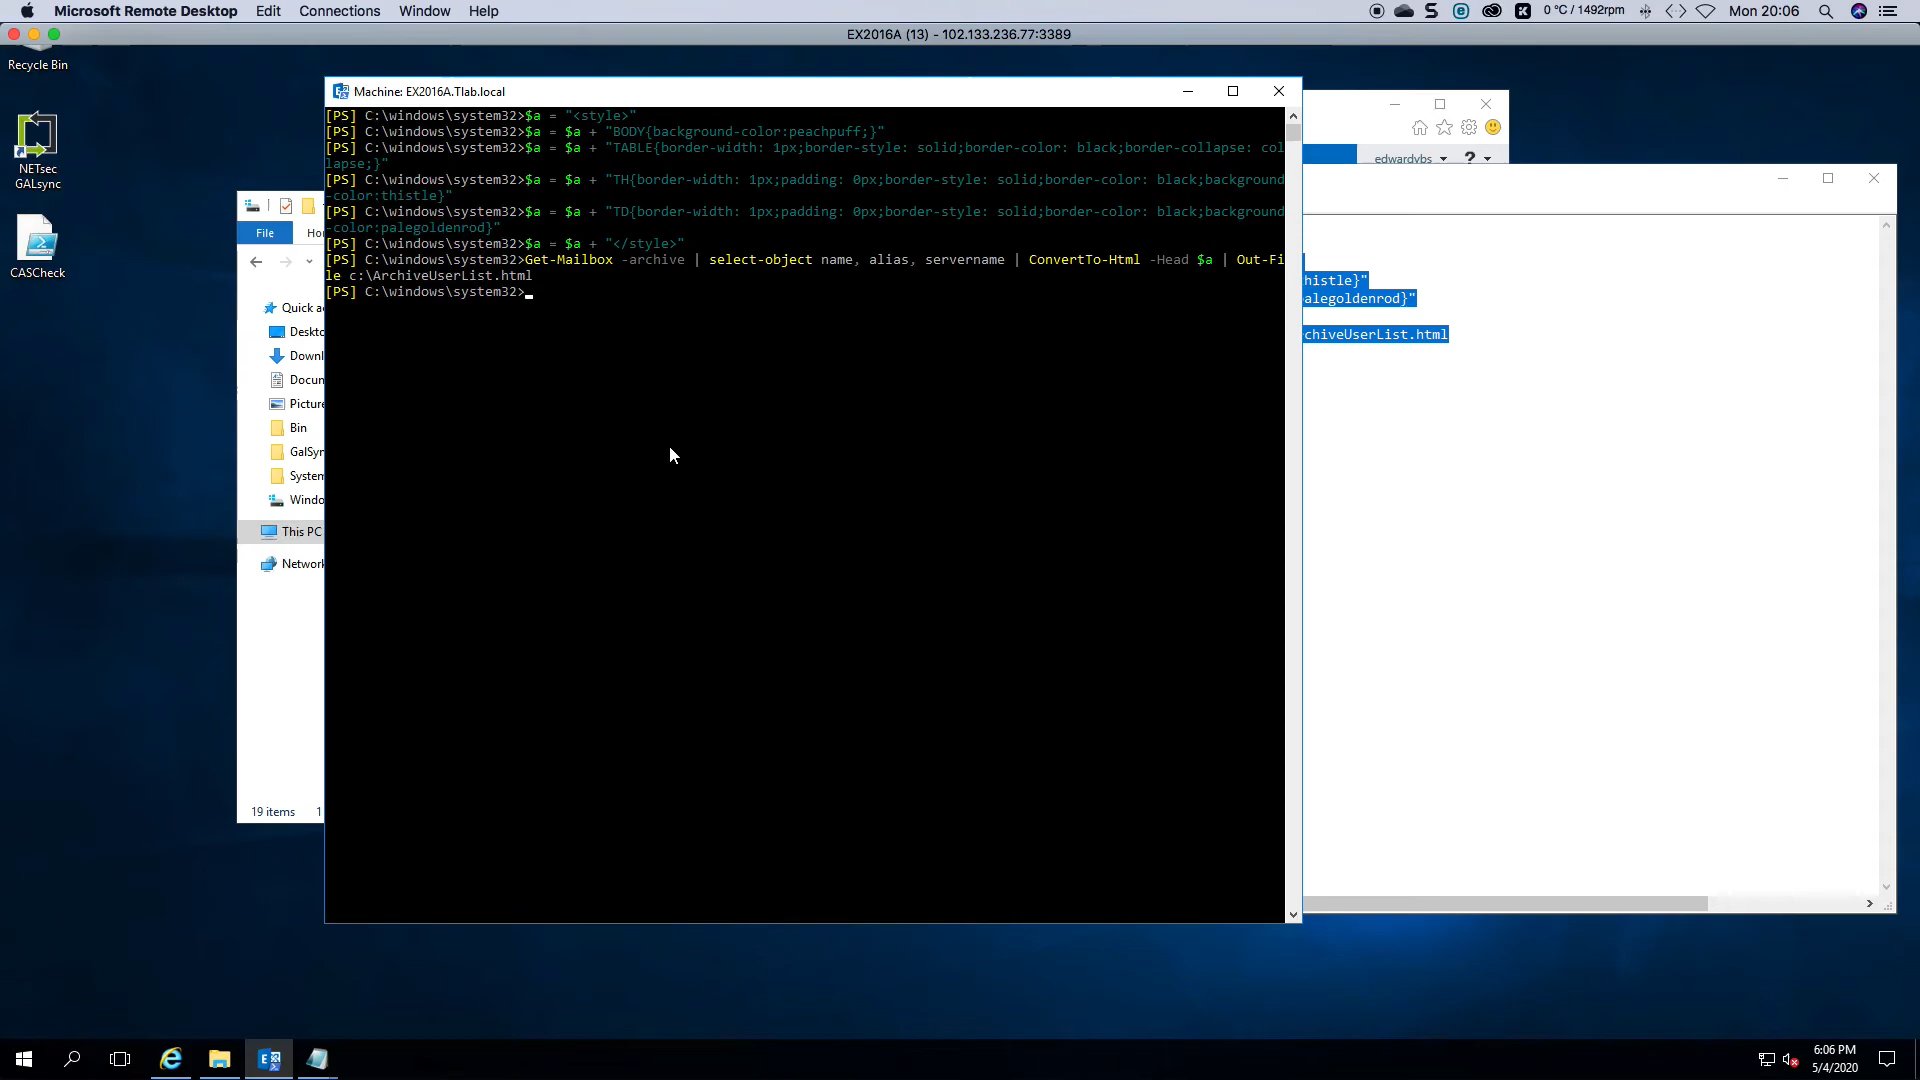 Microsoft Remote Desktop Edit Connections Window Help
0 °C / 1492rpm
Mon 20:06
EX2016A (13) - 102.133.236.77:3389
Recycle Bin
NETsec
GALsync
CASCheck
Machine: EX2016A.Tlab.local
[PS] C:\windows\system32>$a = "<style>"
[PS] C:\windows\system32>$a = $a + "BODY{background-color:peachpuff;}"
[PS] C:\windows\system32>$a = $a + "TABLE{border-width: 1px;border-style: solid;border-color: black;border-collapse: col
lapse;}"
[PS] C:\windows\system32>$a = $a + "TH{border-width: 1px;padding: 0px;border-style: solid;border-color: black;background
-color:thistle}"
[PS] C:\windows\system32>$a = $a + "TD{border-width: 1px;padding: 0px;border-style: solid;border-color: black;background
-color:palegoldenrod}"
[PS] C:\windows\system32>$a = $a + "</style>"
[PS] C:\windows\system32>Get-Mailbox -archive | select-object name, alias, servername | ConvertTo-Html -Head $a | Out-Fi
le c:\ArchiveUserList.html
[PS] C:\windows\system32>
edwardvbs
?
histle}"
alegoldenrod}"
chiveUserList.html
File
Ho
Quick a
Deskto
Downl
Docun
Picture
Bin
GalSyn
System
Windo
This PC
Network
19 items 1
6:06 PM
5/4/2020